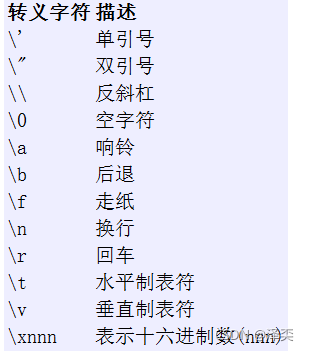 转义字符 描述
\' 单引号
\" 双引号
\\ 反斜杠
\0 空字符
\a 响铃
\b 后退
\f 走纸
\n 换行
\r 回车
\t 水平制表符
\v 垂直制表符
\xnnn 表示十六进制数(nnn)